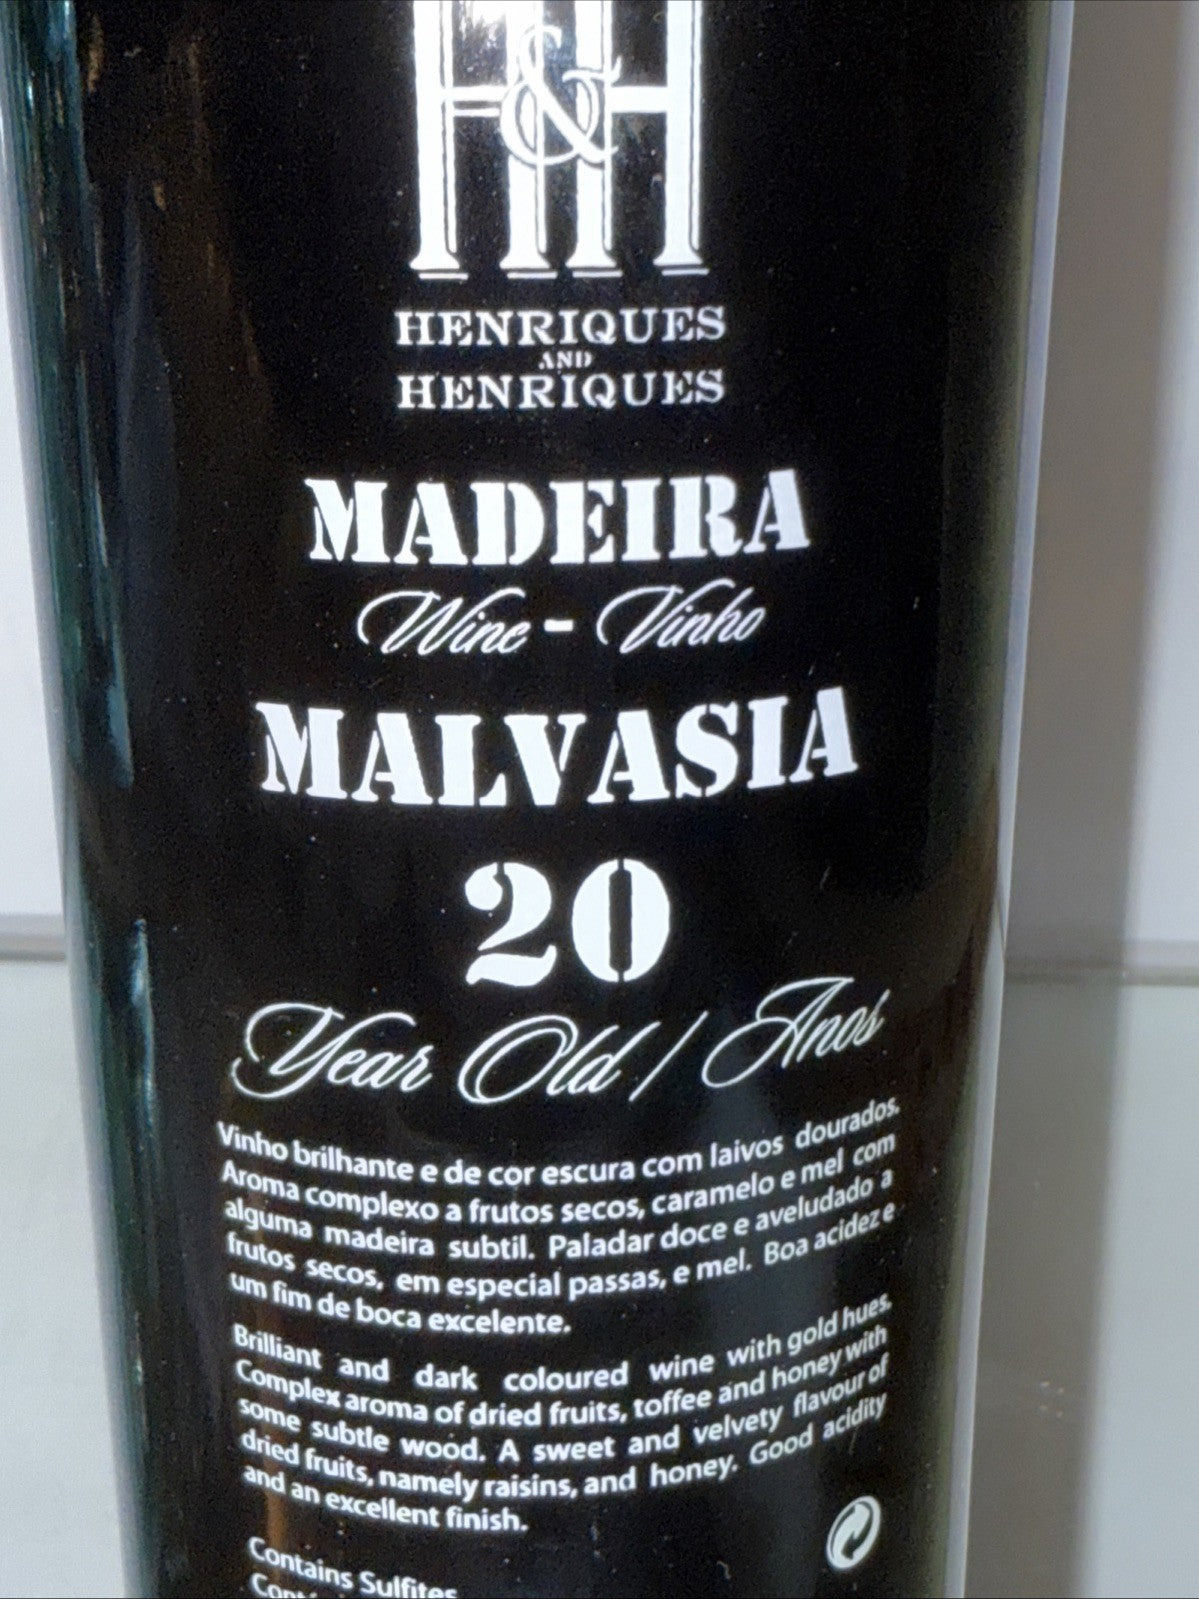 H&H
HENRIQUES
AND
HENRIQUES
MADEIRA
Wine - Vinho
MALVASIA
20
Year Old / Anos
Vinho brilhante e de cor escura com laivos dourados.
Aroma complexo a frutos secos, caramelo e mel com
alguma madeira subtil. Paladar doce e aveludado a
frutos secos, em especial passas, e mel. Boa acidez e
um fim de boca excelente.
Brilliant and dark coloured wine with gold hues.
Complex aroma of dried fruits, toffee and honey with
some subtle wood. A sweet and velvety flavour of
dried fruits, namely raisins, and honey. Good acidity
and an excellent finish.
Contains Sulfites